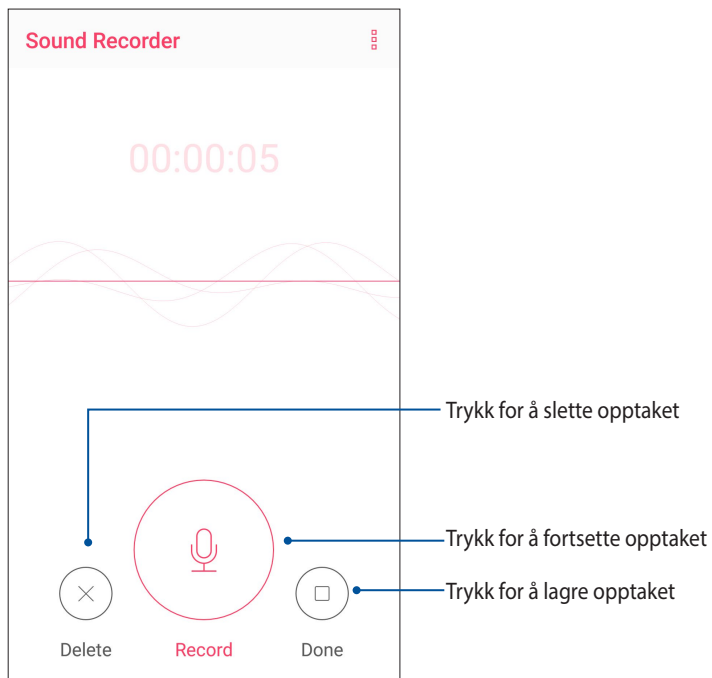 Sound Recorder
00:00:05
Trykk for å slette opptaket
Trykk for å fortsette opptaket
Trykk for å lagre opptaket
Delete
Record
Done